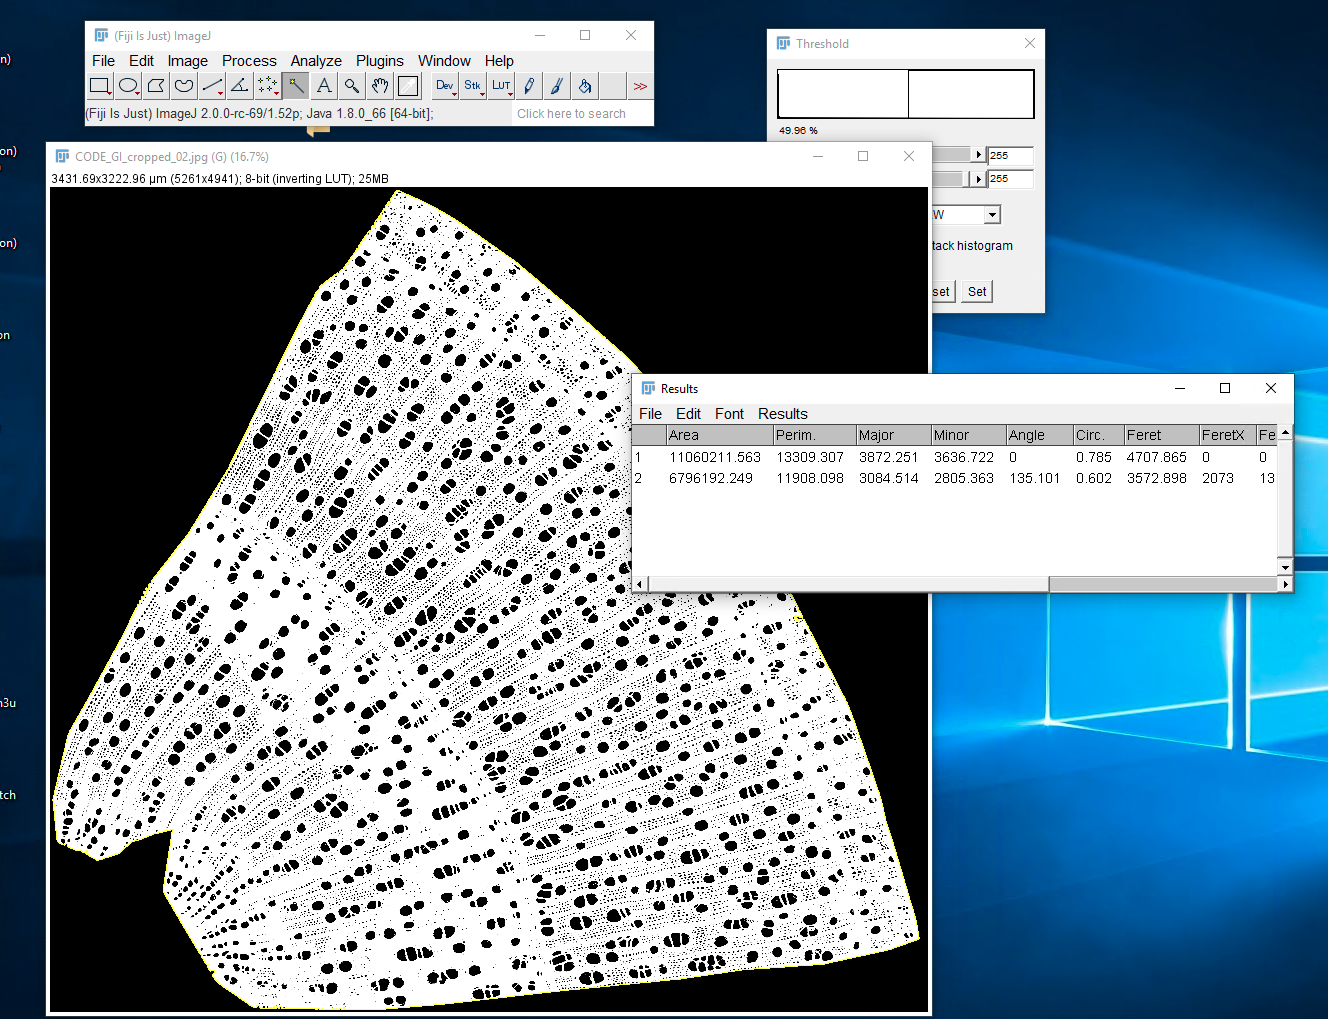 (Fiji Is Just) ImageJ
File Edit Image Process Analyze Plugins Window Help
Dev Stk LUT >>
(Fiji Is Just) ImageJ 2.0.0-rc-69/1.52p; Java 1.8.0_66 [64-bit];
Click here to search
Threshold
49.96 %
255
255
W
tack histogram
set Set
CODE_GI_cropped_02.jpg (G) (16.7%)
3431.69x3222.96 µm (5261x4941); 8-bit (inverting LUT); 25MB
Results
File Edit Font Results
Area Perim. Major Minor Angle Circ. Feret FeretX Fe
1 11060211.563 13309.307 3872.251 3636.722 0 0.785 4707.865 0 0
2 6796192.249 11908.098 3084.514 2805.363 135.101 0.602 3572.898 2073 13
n)
on)
on)
on
n3u
tch